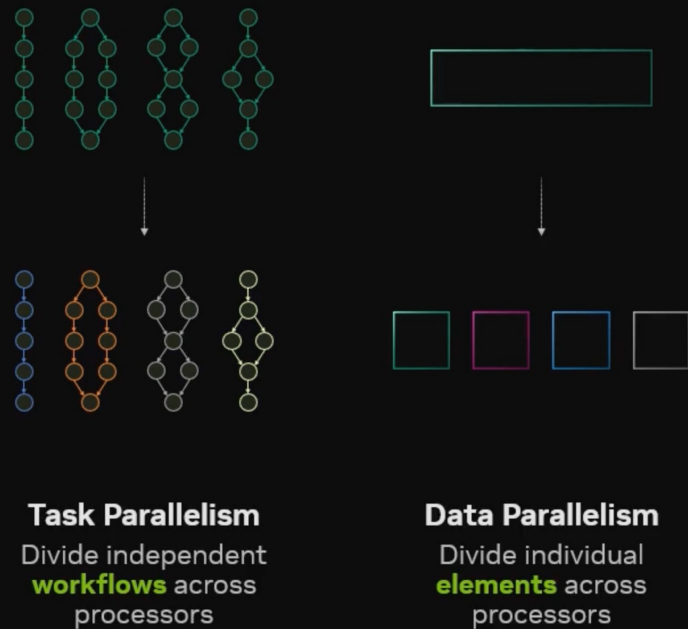 Task Parallelism
Divide independent
workflows across
processors
Data Parallelism
Divide individual
elements across
processors